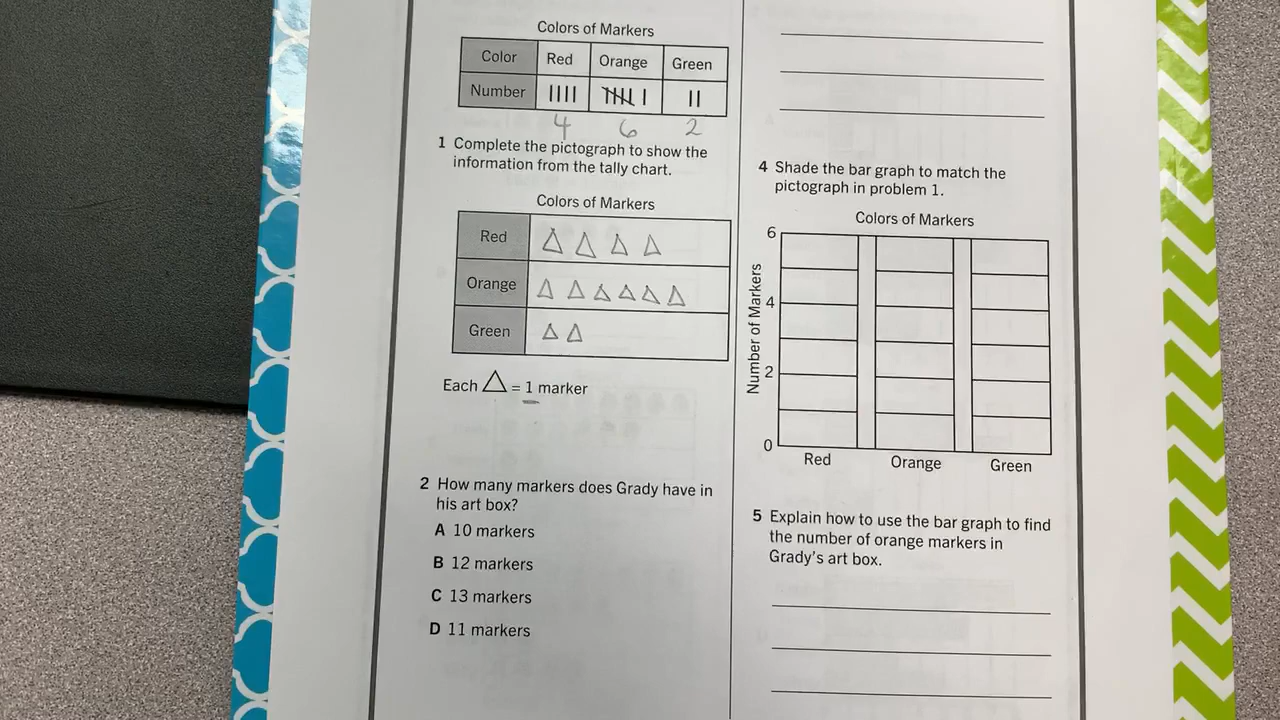 Colors of Markers
Color Red Orange Green
Number
4 6 2
1 Complete the pictograph to show the
information from the tally chart.
Colors of Markers
Red
Orange
Green
Each △ = 1 marker
2 How many markers does Grady have in
his art box?
A 10 markers
B 12 markers
C 13 markers
D 11 markers
4 Shade the bar graph to match the
pictograph in problem 1.
Colors of Markers
Number of Markers
6
4
2
0
Red Orange Green
5 Explain how to use the bar graph to find
the number of orange markers in
Grady's art box.